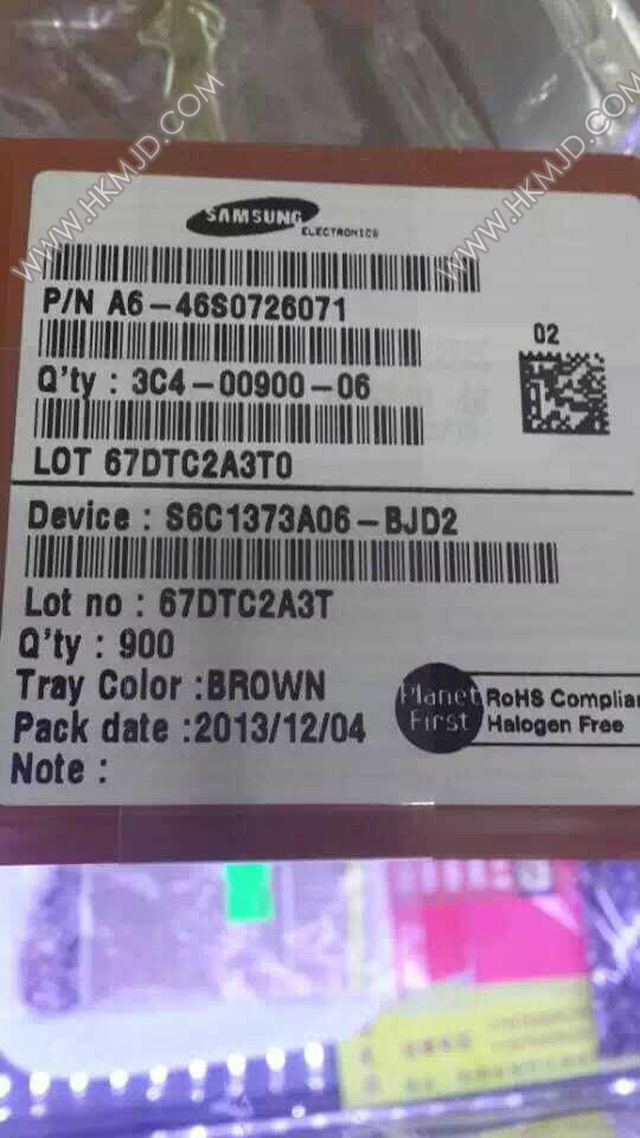 WWW.HKMJD.COM
WWW.HKMJD.COM
SAMSUNG
ELECTRONICS
P/N A6-46S0726071
02
Q'ty : 3C4-00900-06
LOT 67DTC2A3T0
Device : S6C1373A06-BJD2
Lot no : 67DTC2A3T
Q'ty : 900
Tray Color :BROWN
Planet First
RoHS Complian
Halogen Free
Pack date :2013/12/04
Note :